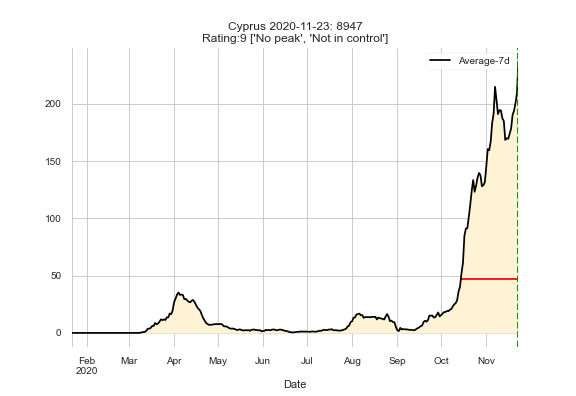 Cyprus 2020-11-23: 8947
Rating:9 ['No peak', 'Not in control']
Average-7d
200
150
100
50
0
Feb Mar Apr May Jun Jul Aug Sep Oct Nov
2020
Date